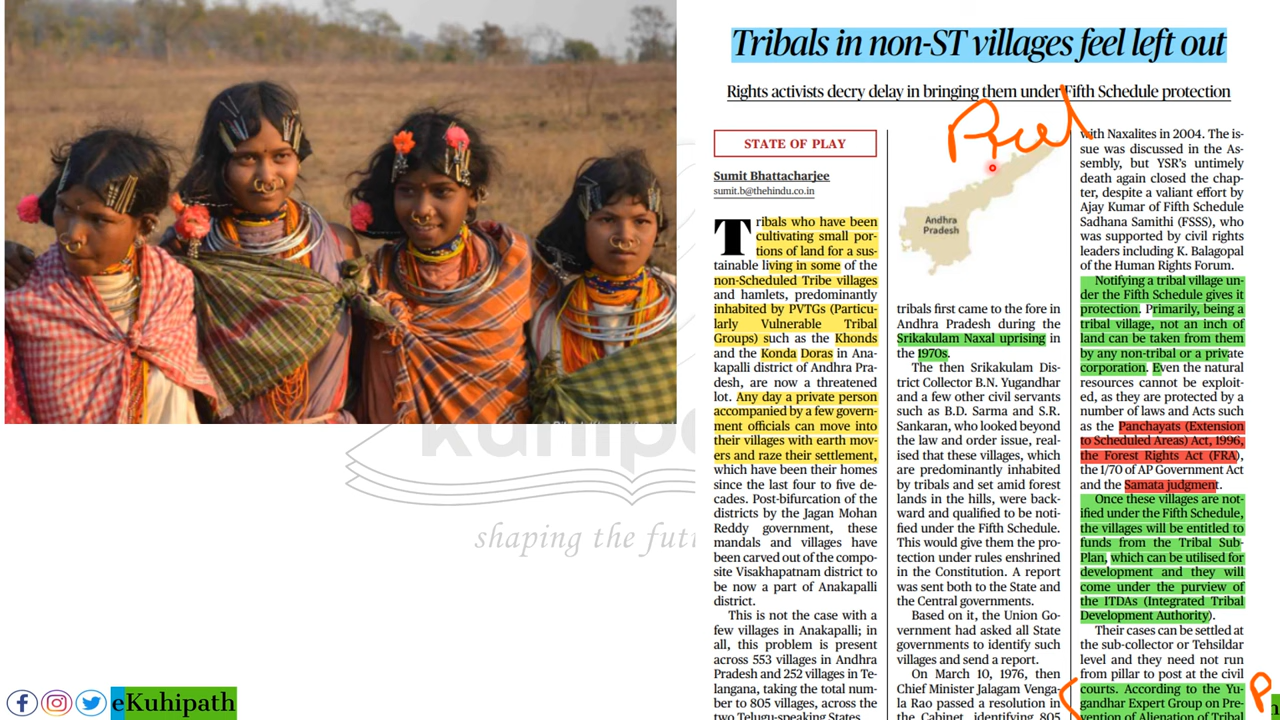 Tribals in non-ST villages feel left out
Rights activists decry delay in bringing them under Fifth Schedule protection
STATE OF PLAY
Sumit Bhattacharjee
sumit.b@thehindu.co.in
Tribals who have been
cultivating small por-
tions of land for a sus-
tainable living in some of the
non-Scheduled Tribe villages
and hamlets, predominantly
inhabited by PVTGs (Particu-
larly Vulnerable Tribal
Groups) such as the Khonds
and the Konda Doras in Ana-
kapalli district of Andhra Pra-
desh, are now a threatened
lot. Any day a private person
accompanied by a few govern-
ment officials can move into
their villages with earth mov-
ers and raze their settlement,
which have been their homes
since the last four to five de-
cades. Post-bifurcation of the
districts by the Jagan Mohan
Reddy government, these
mandals and villages have
been carved out of the compo-
site Visakhapatnam district to
be now a part of Anakapalli
district.
This is not the case with a
few villages in Anakapalli; in
all, this problem is present
across 553 villages in Andhra
Pradesh and 252 villages in Te-
langana, taking the total num-
ber to 805 villages, across the
two Telugu-speaking States.
Andhra
Pradesh
tribals first came to the fore in
Andhra Pradesh during the
Srikakulam Naxal uprising in
the 1970s.
The then Srikakulam Dis-
trict Collector B.N. Yugandhar
and a few other civil servants
such as B.D. Sarma and S.R.
Sankaran, who looked beyond
the law and order issue, real-
ised that these villages, which
are predominantly inhabited
by tribals and set amid forest
lands in the hills, were back-
ward and qualified to be noti-
fied under the Fifth Schedule.
This would give them the pro-
tection under rules enshrined
in the Constitution. A report
was sent both to the State and
the Central governments.
Based on it, the Union Go-
vernment had asked all State
governments to identify such
villages and send a report.
On March 10, 1976, then
Chief Minister Jalagam Venga-
la Rao passed a resolution in
the Cabinet, identifying 805
with Naxalites in 2004. The is-
sue was discussed in the As-
sembly, but YSR's untimely
death again closed the chap-
ter, despite a valiant effort by
Ajay Kumar of Fifth Schedule
Sadhana Samithi (FSSS), who
was supported by civil rights
leaders including K. Balagopal
of the Human Rights Forum.
Notifying a tribal village un-
der the Fifth Schedule gives it
protection. Primarily, being a
tribal village, not an inch of
land can be taken from them
by any non-tribal or a private
corporation. Even the natural
resources cannot be exploit-
ed, as they are protected by a
number of laws and Acts such
as the Panchayats (Extension
to Scheduled Areas) Act, 1996,
the Forest Rights Act (FRA),
the 1/70 of AP Government Act
and the Samata judgment.
Once these villages are not-
ified under the Fifth Schedule,
the villages will be entitled to
funds from the Tribal Sub-
Plan, which can be utilised for
development and they will
come under the purview of
the ITDAs (Integrated Tribal
Development Authority).
Their cases can be settled at
the sub-collector or Tehsildar
level and they need not run
from pillar to post at the civil
courts. According to the Yu-
gandhar Expert Group on Pre-
vention of Alienation of Tribal
shaping the futu
eKuhipath